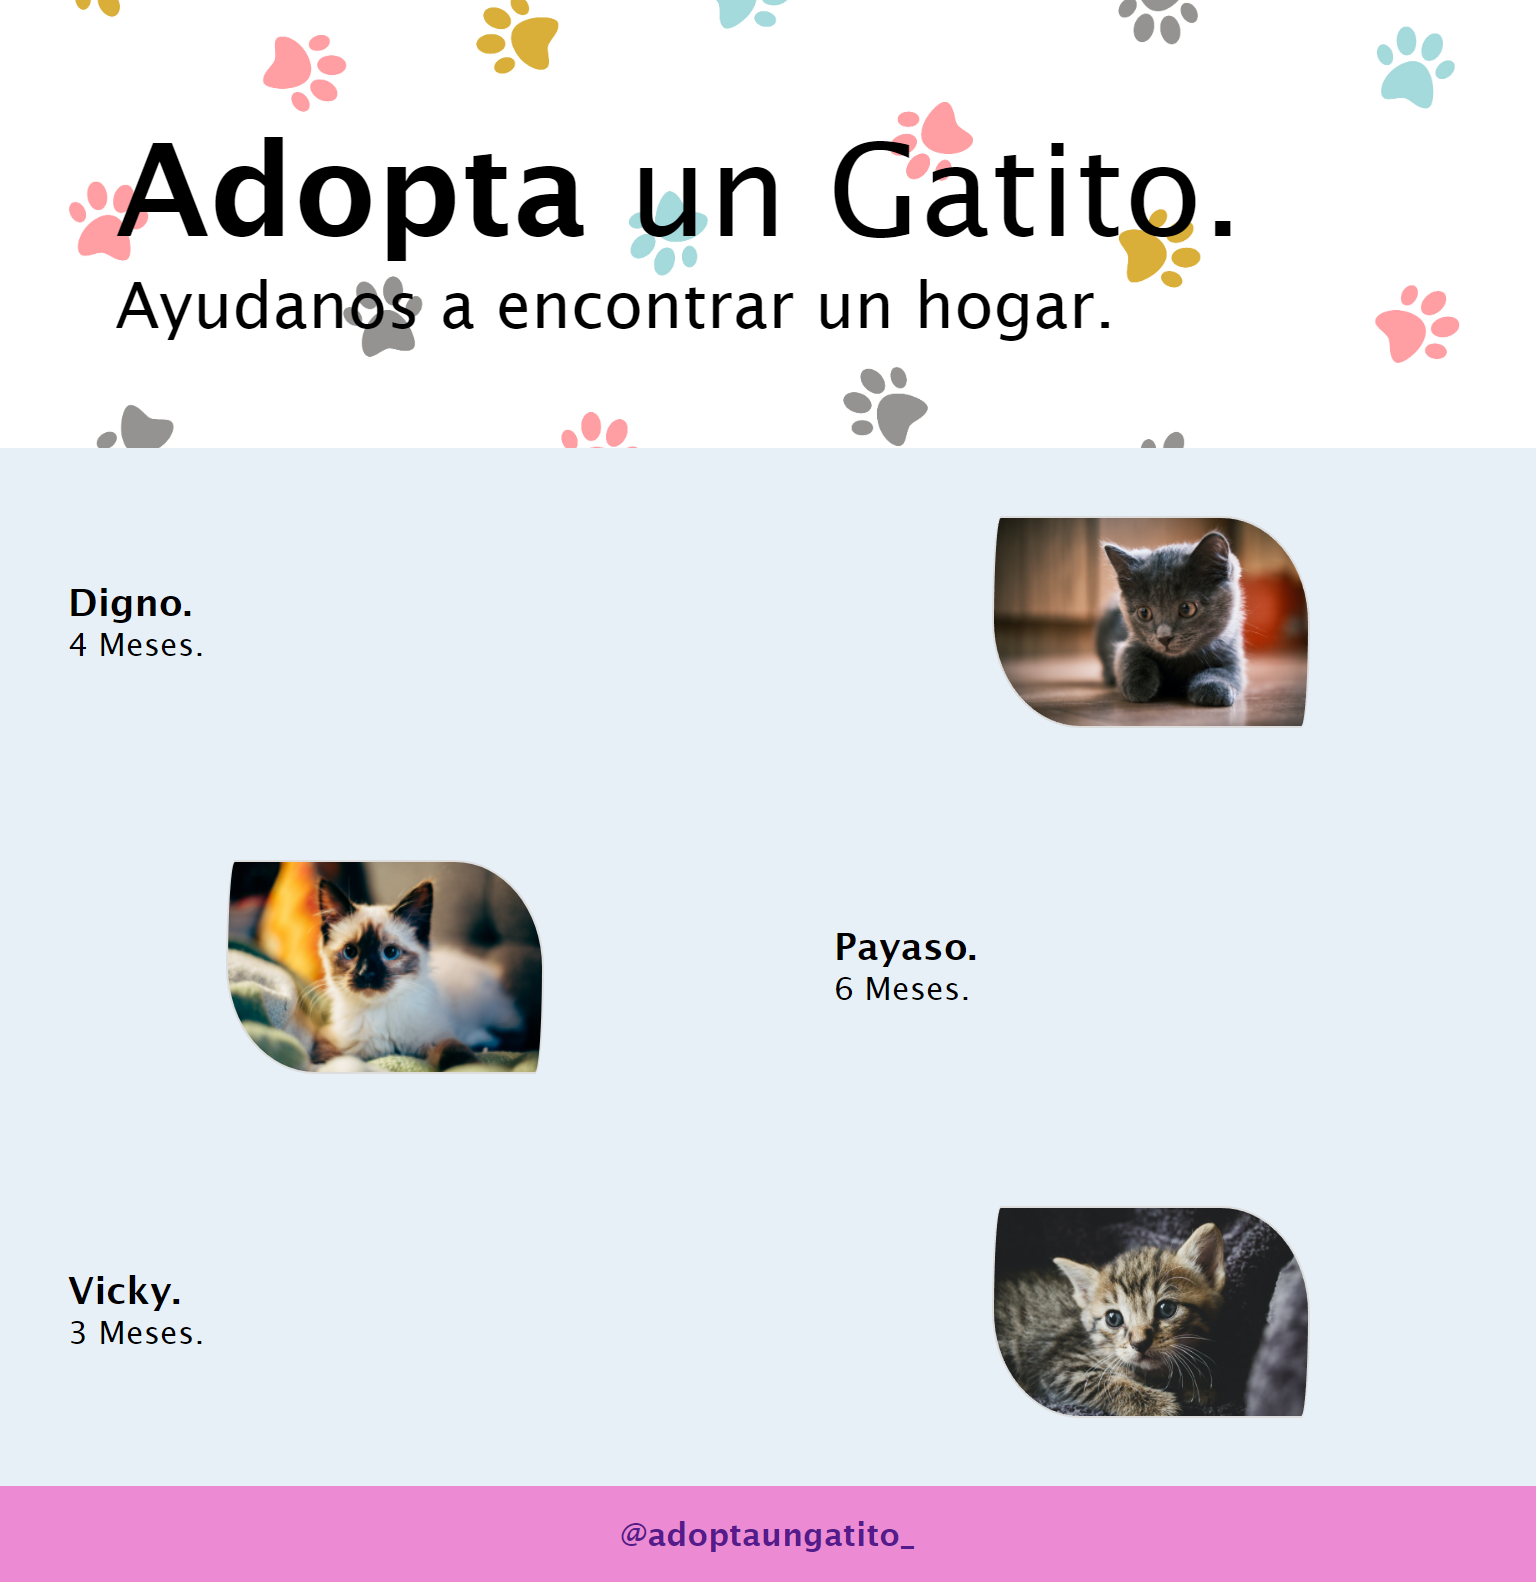 Adopta un Gatito.
Ayudanos a encontrar un hogar.
Digno.
4 Meses.
Payaso.
6 Meses.
Vicky.
3 Meses.
@adoptaungatito_